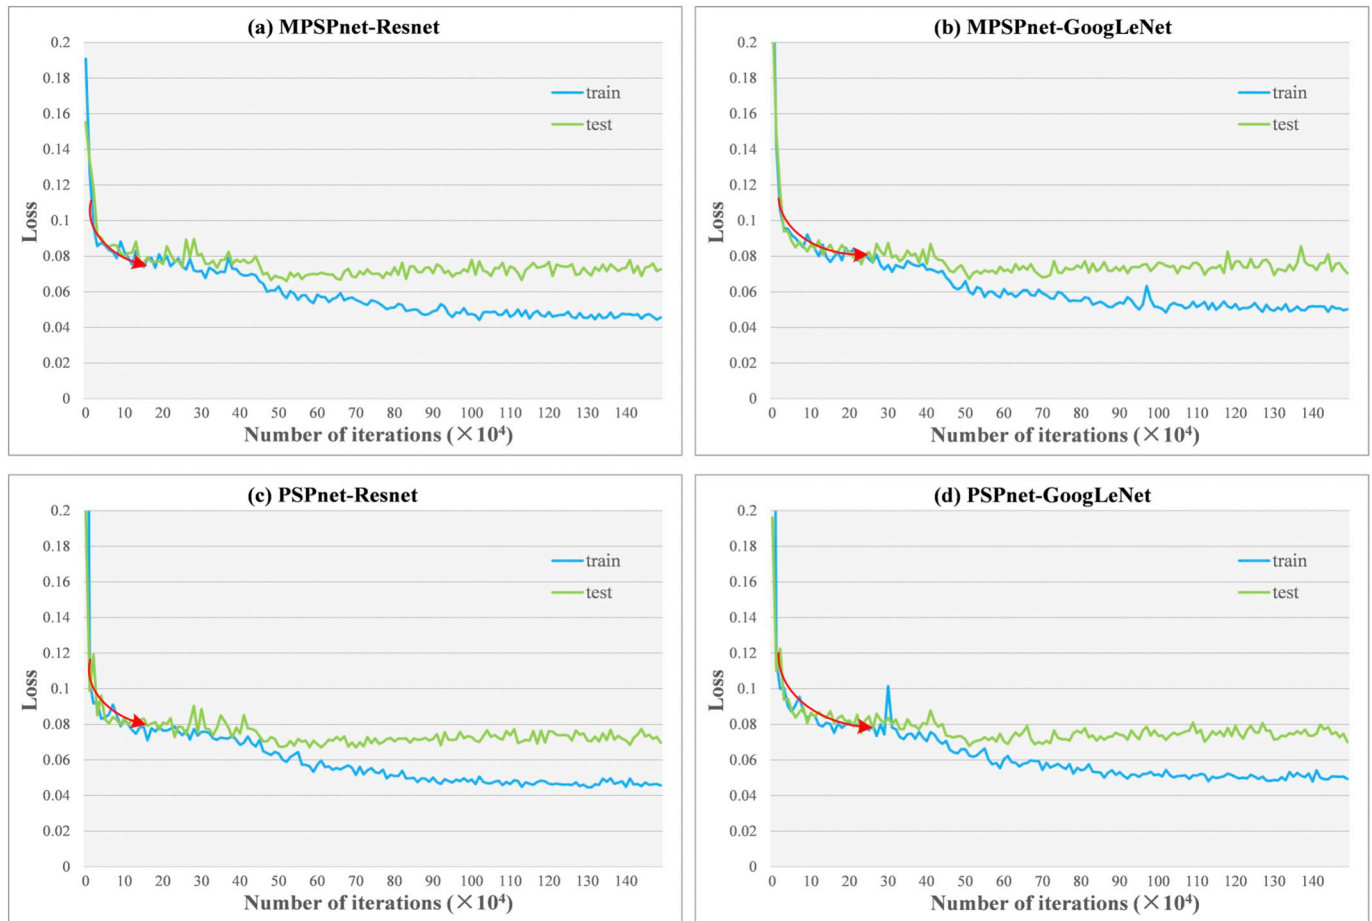 (a) MPSPnet-Resnet
0.2
0.18
0.16
0.14
0.12
0.1
0.08
0.06
0.04
0.02
0
Loss
train
test
0 10 20 30 40 50 60 70 80 90 100 110 120 130 140
Number of iterations (×10⁴)
(b) MPSPnet-GoogLeNet
0.2
0.18
0.16
0.14
0.12
0.1
0.08
0.06
0.04
0.02
0
Loss
train
test
0 10 20 30 40 50 60 70 80 90 100 110 120 130 140
Number of iterations (×10⁴)
(c) PSPnet-Resnet
0.2
0.18
0.16
0.14
0.12
0.1
0.08
0.06
0.04
0.02
0
Loss
train
test
0 10 20 30 40 50 60 70 80 90 100 110 120 130 140
Number of iterations (×10⁴)
(d) PSPnet-GoogLeNet
0.2
0.18
0.16
0.14
0.12
0.1
0.08
0.06
0.04
0.02
0
Loss
train
test
0 10 20 30 40 50 60 70 80 90 100 110 120 130 140
Number of iterations (×10⁴)